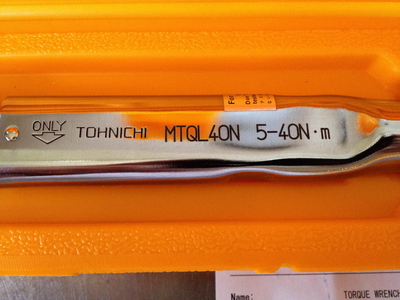 ONLY
TOHNICHI MTQL40N 5-40N·m
Name:
TORQUE WRENCH